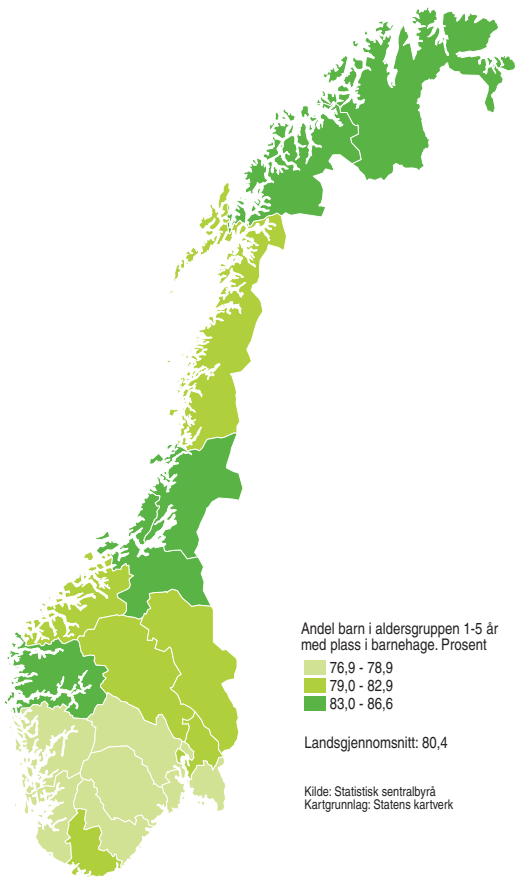 Andel barn i aldersgruppen 1-5 år
med plass i barnehage. Prosent
76,9 - 78,9
79,0 - 82,9
83,0 - 86,6
Landsgjennomsnitt: 80,4
Kilde: Statistisk sentralbyrå
Kartgrunnlag: Statens kartverk